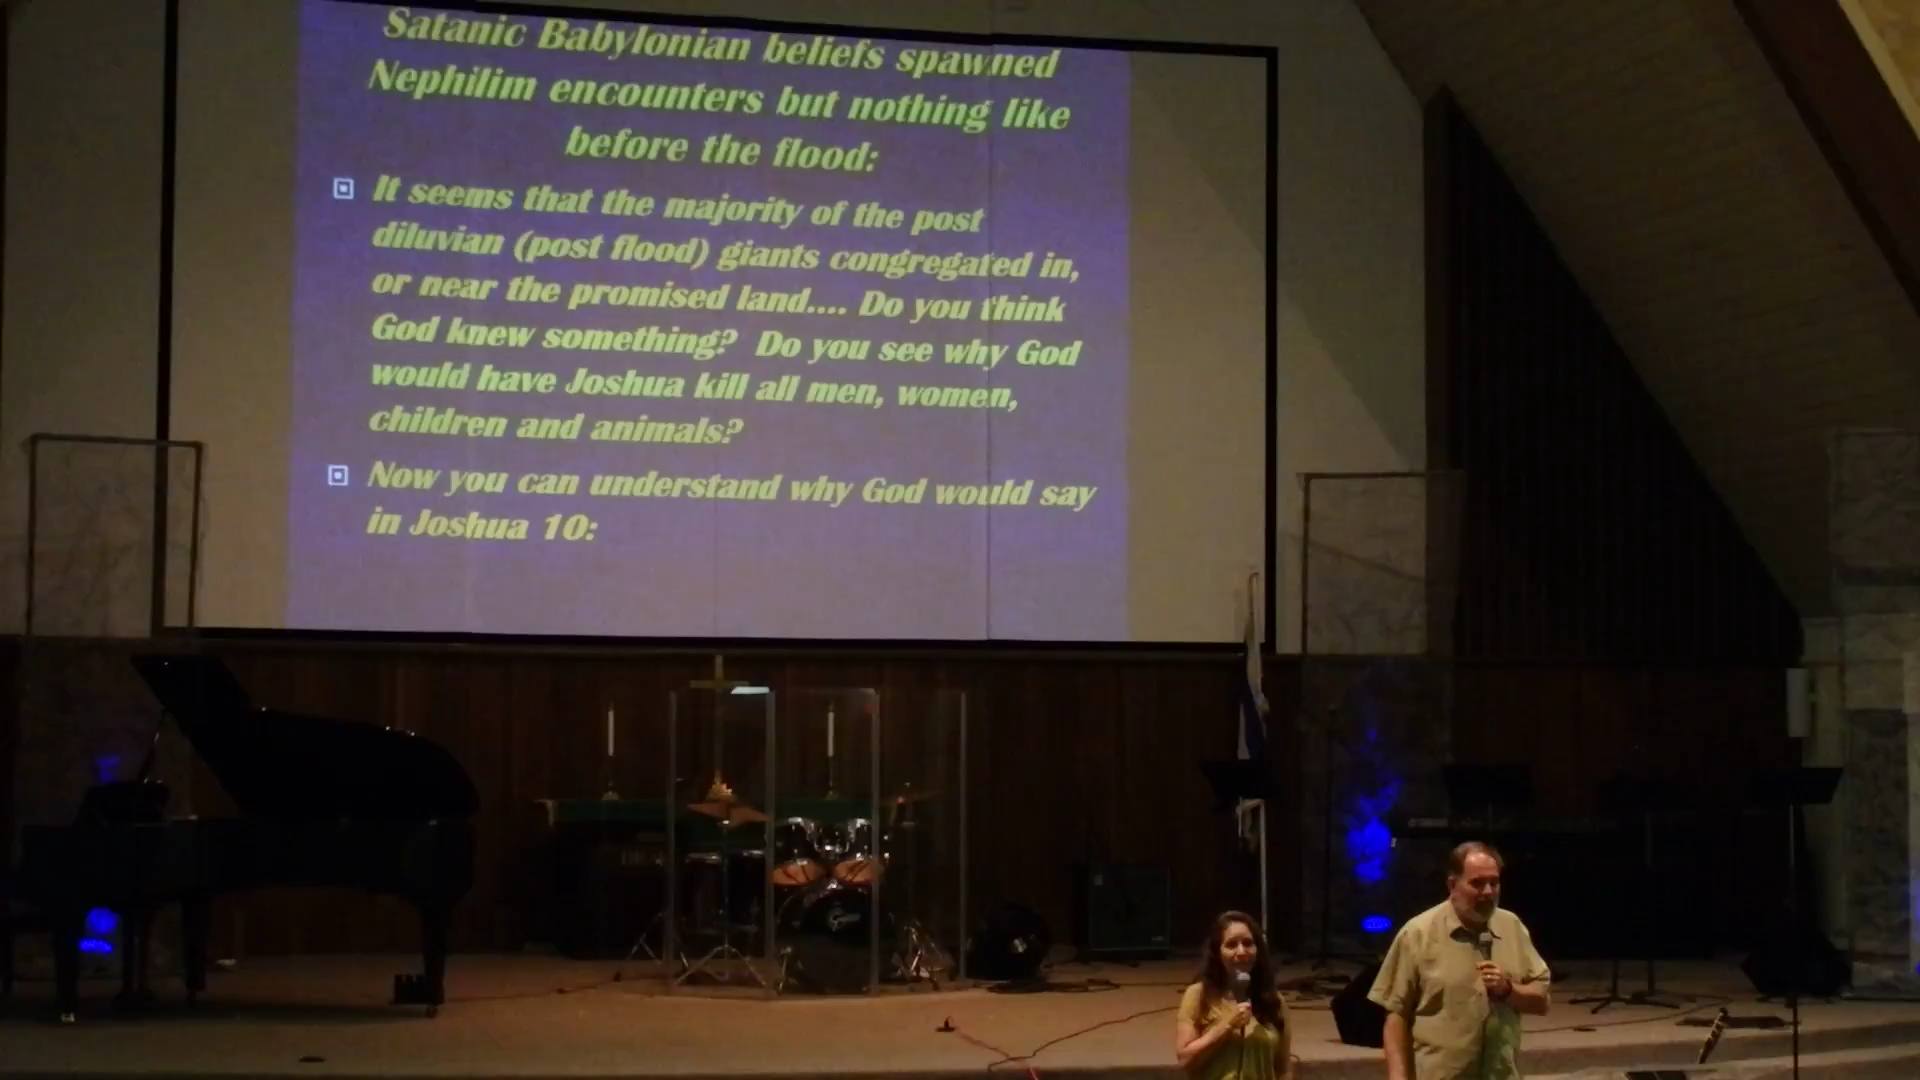 Satanic Babylonian beliefs spawned
Nephilim encounters but nothing like
before the flood:
It seems that the majority of the post
diluvian (post flood) giants congregated in,
or near the promised land.... Do you think
God knew something?  Do you see why God
would have Joshua kill all men, women,
children and animals?
Now you can understand why God would say
in Joshua 10: